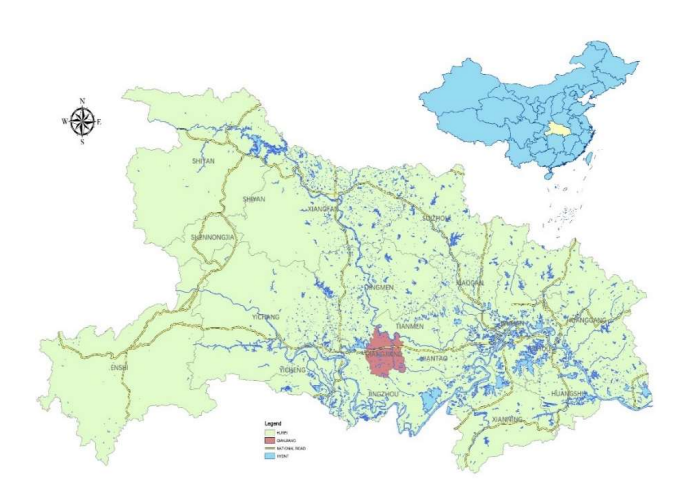 N
W
E
S
SHIYAN
SHIYAN
XIANGFAN
SUIZHOU
SHENNONGJIA
XIAOGAN
JINGMEN
YICHANG
TIANMEN
XIANTAO
ENSHI
YICHENG
JINGZHOU
HUANGSHI
XIANNING
Legend
HUBEI
QIANJIANG
NATIONAL ROAD